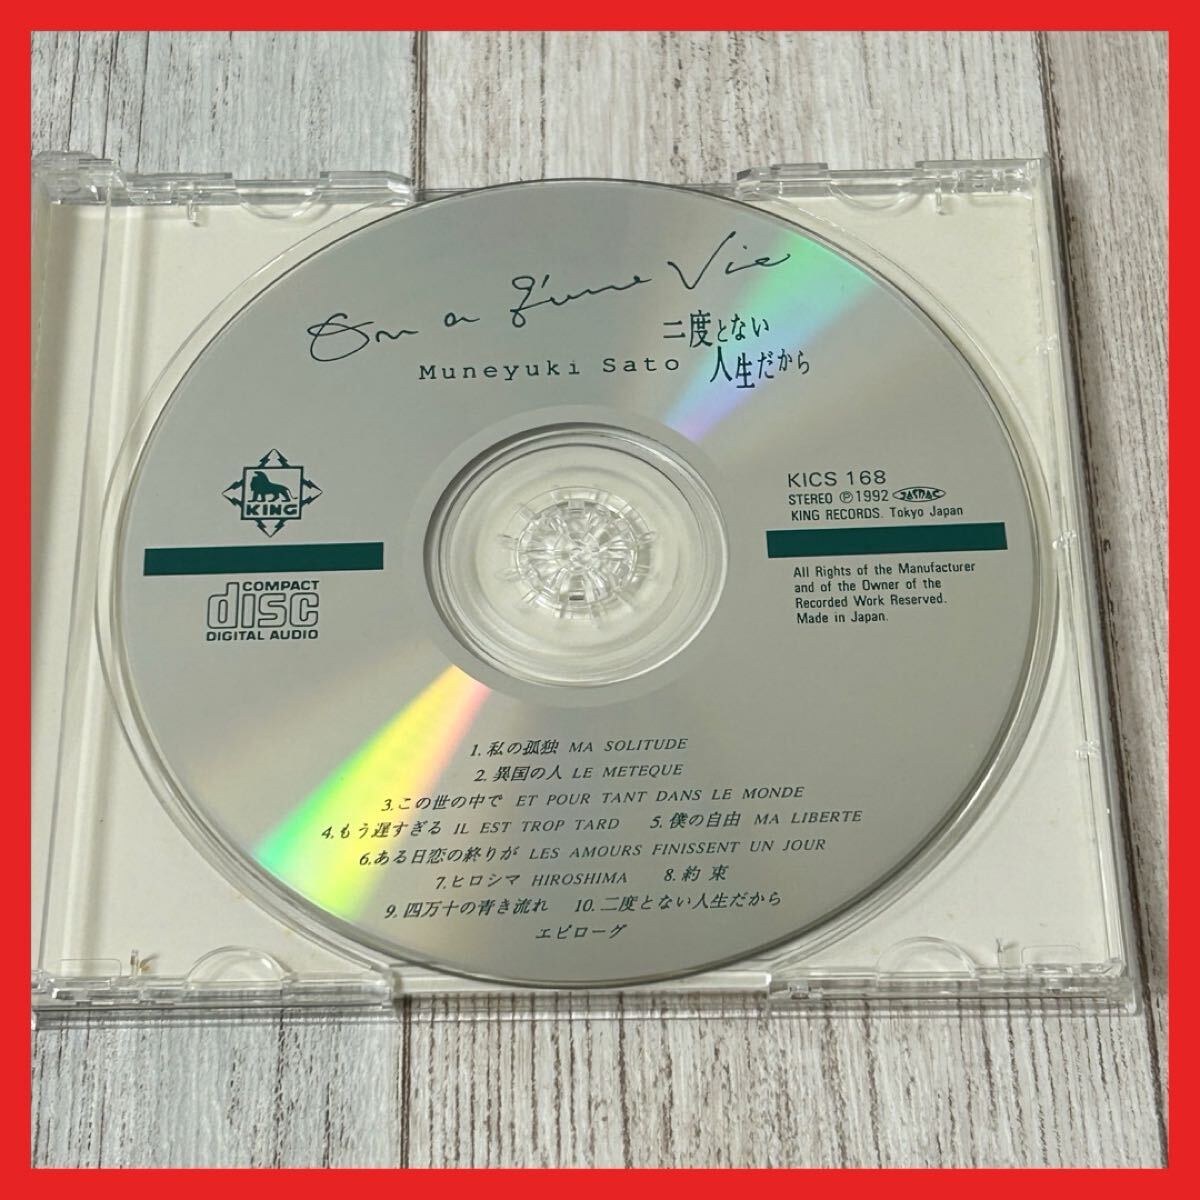 On a q'une Vie
二度とない
Muneyuki Sato 人生だから
KING
KICS 168
STEREO Ⓟ1992 JASRAC
KING RECORDS. Tokyo Japan
COMPACT
disc
DIGITAL AUDIO
All Rights of the Manufacturer
and of the Owner of the
Recorded Work Reserved.
Made in Japan.
1. 私の孤独 MA SOLITUDE
2. 異国の人 LE METEQUE
3. この世の中で ET POUR TANT DANS LE MONDE
4. もう遅すぎる IL EST TROP TARD 5. 僕の自由 MA LIBERTE
6. ある日恋の終りが LES AMOURS FINISSENT UN JOUR
7. ヒロシマ HIROSHIMA 8. 約束
9. 四万十の青き流れ 10. 二度とない人生だから
エピローグ